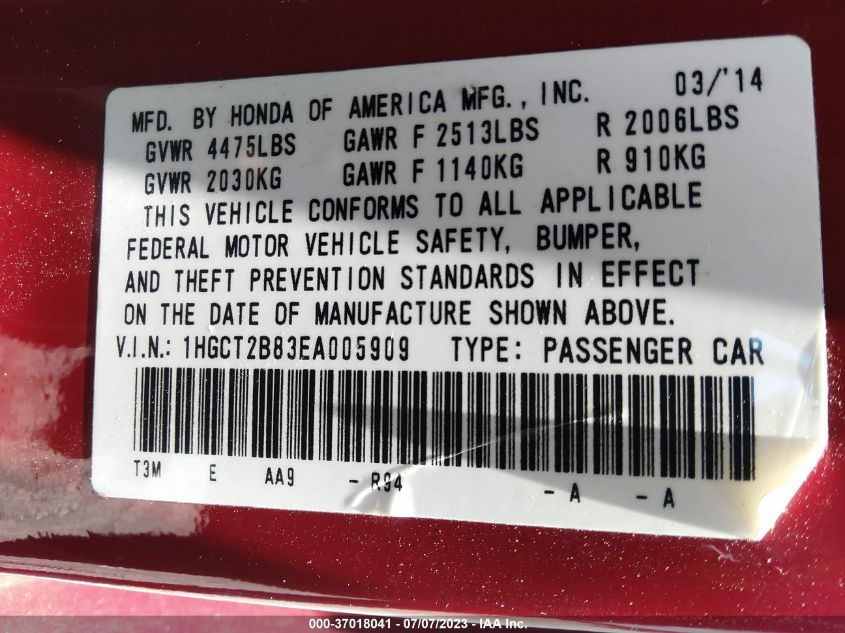 MFD. BY HONDA OF AMERICA MFG., INC. 03/'14
GVWR 4475LBS GAWR F 2513LBS R 2006LBS
GVWR 2030KG GAWR F 1140KG R 910KG
THIS VEHICLE CONFORMS TO ALL APPLICABLE
FEDERAL MOTOR VEHICLE SAFETY, BUMPER,
AND THEFT PREVENTION STANDARDS IN EFFECT
ON THE DATE OF MANUFACTURE SHOWN ABOVE.
V.I.N.: 1HGCT2B83EA005909 TYPE: PASSENGER CAR
T3M E AA9 - R94 - A - A
000-37018041 - 07/07/2023 - IAA Inc.